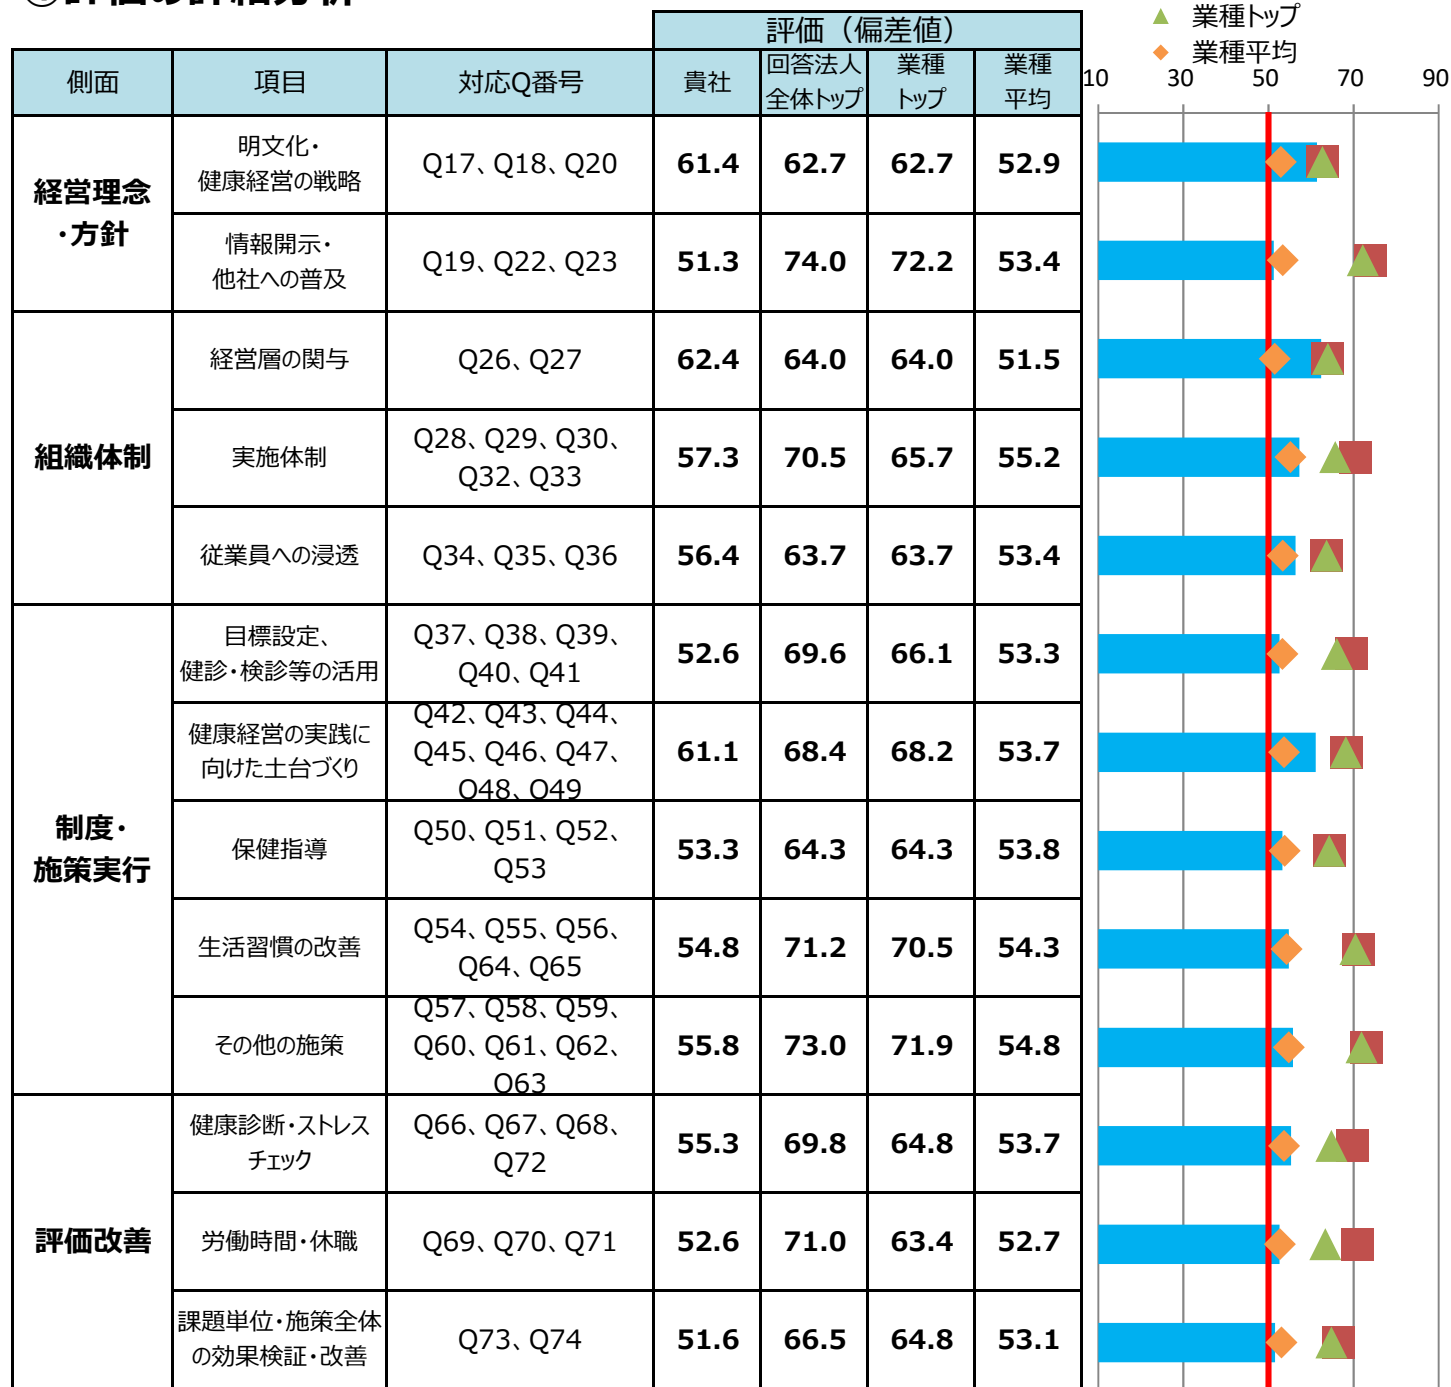 ②評価の詳細分析
▲ 業種トップ
◆ 業種平均
評価（偏差値）
側面 項目 対応Q番号 貴社 回答法人全体トップ 業種トップ 業種平均
10 30 50 70 90
経営理念・方針
明文化・健康経営の戦略 Q17、Q18、Q20 61.4 62.7 62.7 52.9
情報開示・他社への普及 Q19、Q22、Q23 51.3 74.0 72.2 53.4
組織体制
経営層の関与 Q26、Q27 62.4 64.0 64.0 51.5
実施体制 Q28、Q29、Q30、Q32、Q33 57.3 70.5 65.7 55.2
従業員への浸透 Q34、Q35、Q36 56.4 63.7 63.7 53.4
制度・施策実行
目標設定、健診・検診等の活用 Q37、Q38、Q39、Q40、Q41 52.6 69.6 66.1 53.3
健康経営の実践に向けた土台づくり Q42、Q43、Q44、Q45、Q46、Q47、Q48、Q49 61.1 68.4 68.2 53.7
保健指導 Q50、Q51、Q52、Q53 53.3 64.3 64.3 53.8
生活習慣の改善 Q54、Q55、Q56、Q64、Q65 54.8 71.2 70.5 54.3
その他の施策 Q57、Q58、Q59、Q60、Q61、Q62、Q63 55.8 73.0 71.9 54.8
評価改善
健康診断・ストレスチェック Q66、Q67、Q68、Q72 55.3 69.8 64.8 53.7
労働時間・休職 Q69、Q70、Q71 52.6 71.0 63.4 52.7
課題単位・施策全体の効果検証・改善 Q73、Q74 51.6 66.5 64.8 53.1